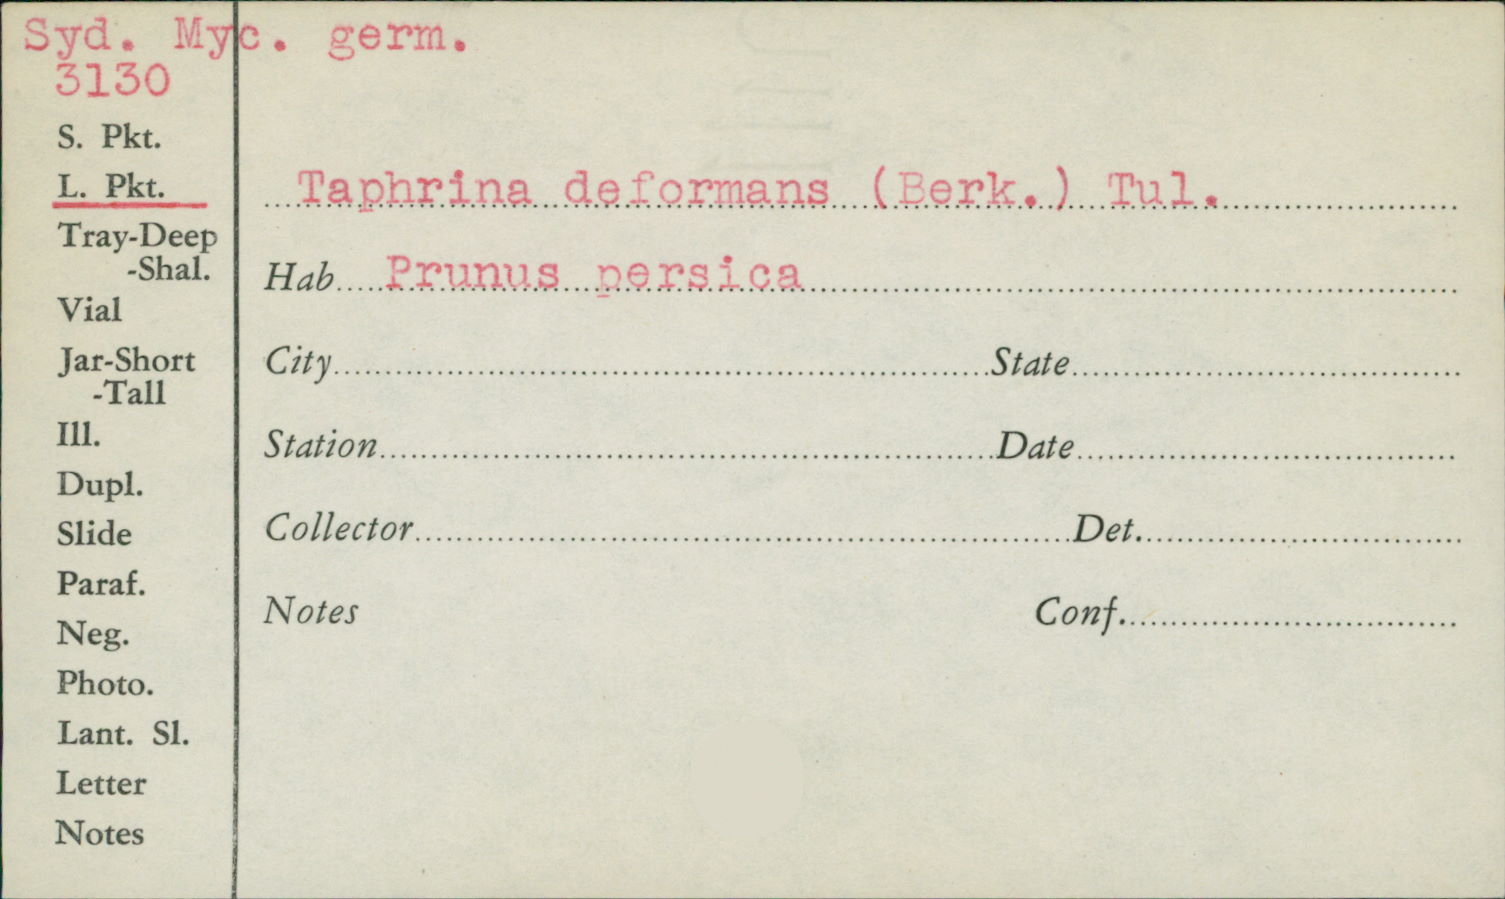 Syd. Myc. germ.
3130
S. Pkt.
L. Pkt.
Tray-Deep
-Shal.
Vial
Jar-Short
-Tall
Ill.
Dupl.
Slide
Paraf.
Neg.
Photo.
Lant. Sl.
Letter
Notes
Taphrina deformans (Berk.) Tul.
Hab Prunus persica
City State
Station Date
Collector Det.
Notes Conf.